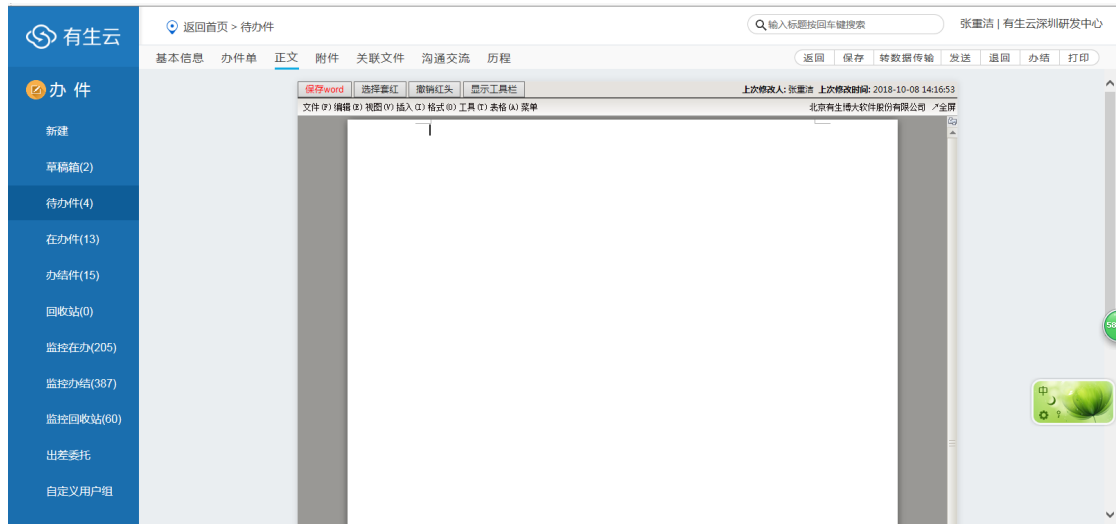 有生云
返回首页 > 待办件
输入标题按回车键搜索
张重洁 | 有生云深圳研发中心
基本信息 办件单 正文 附件 关联文件 沟通交流 历程
返回 保存 转数据传输 发送 退回 办结 打印
办 件
新建
草稿箱(2)
待办件(4)
在办件(13)
办结件(15)
回收站(0)
监控在办(205)
监控办结(387)
监控回收站(60)
出差委托
自定义用户组
保存word 选择套红 撤销红头 显示工具栏
上次修改人: 张重洁 上次修改时间: 2018-10-08 14:16:53
文件(F) 编辑(E) 视图(V) 插入(I) 格式(O) 工具(T) 表格(A) 菜单
北京有生博大软件股份有限公司 全屏
58
中